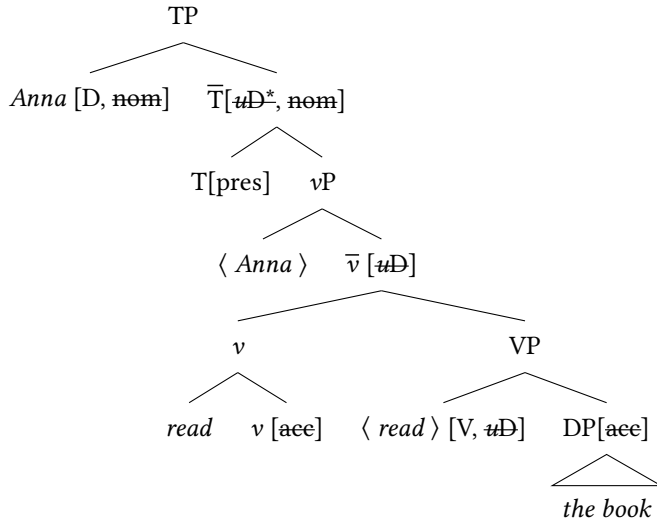 TP
Anna [D, nom] T̅[uD*, nom]
T[pres] vP
⟨ Anna ⟩ v̅ [uD]
v VP
read v [acc] ⟨ read ⟩ [V, uD] DP[acc]
the book